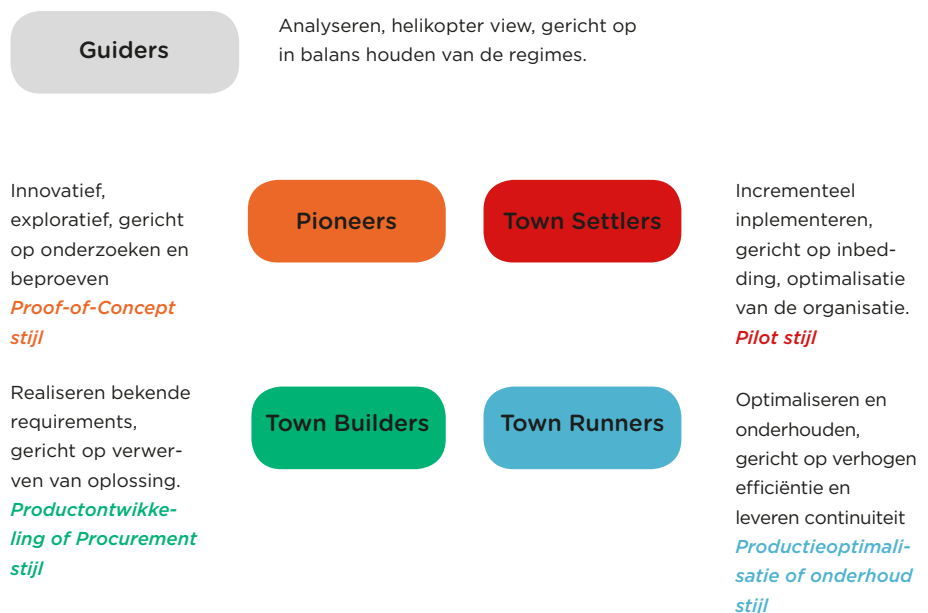 Guiders
Analyseren, helikopter view, gericht op
in balans houden van de regimes.
Innovatief,
exploratief, gericht
op onderzoeken en
beproeven
Proof-of-Concept
stijl
Pioneers
Town Settlers
Incrementeel
inplementeren,
gericht op inbed-
ding, optimalisatie
van de organisatie.
Pilot stijl
Realiseren bekende
requirements,
gericht op verwer-
ven van oplossing.
Productontwikke-
ling of Procurement
stijl
Town Builders
Town Runners
Optimaliseren en
onderhouden,
gericht op verhogen
efficiëntie en
leveren continuiteit
Productieoptimali-
satie of onderhoud
stijl